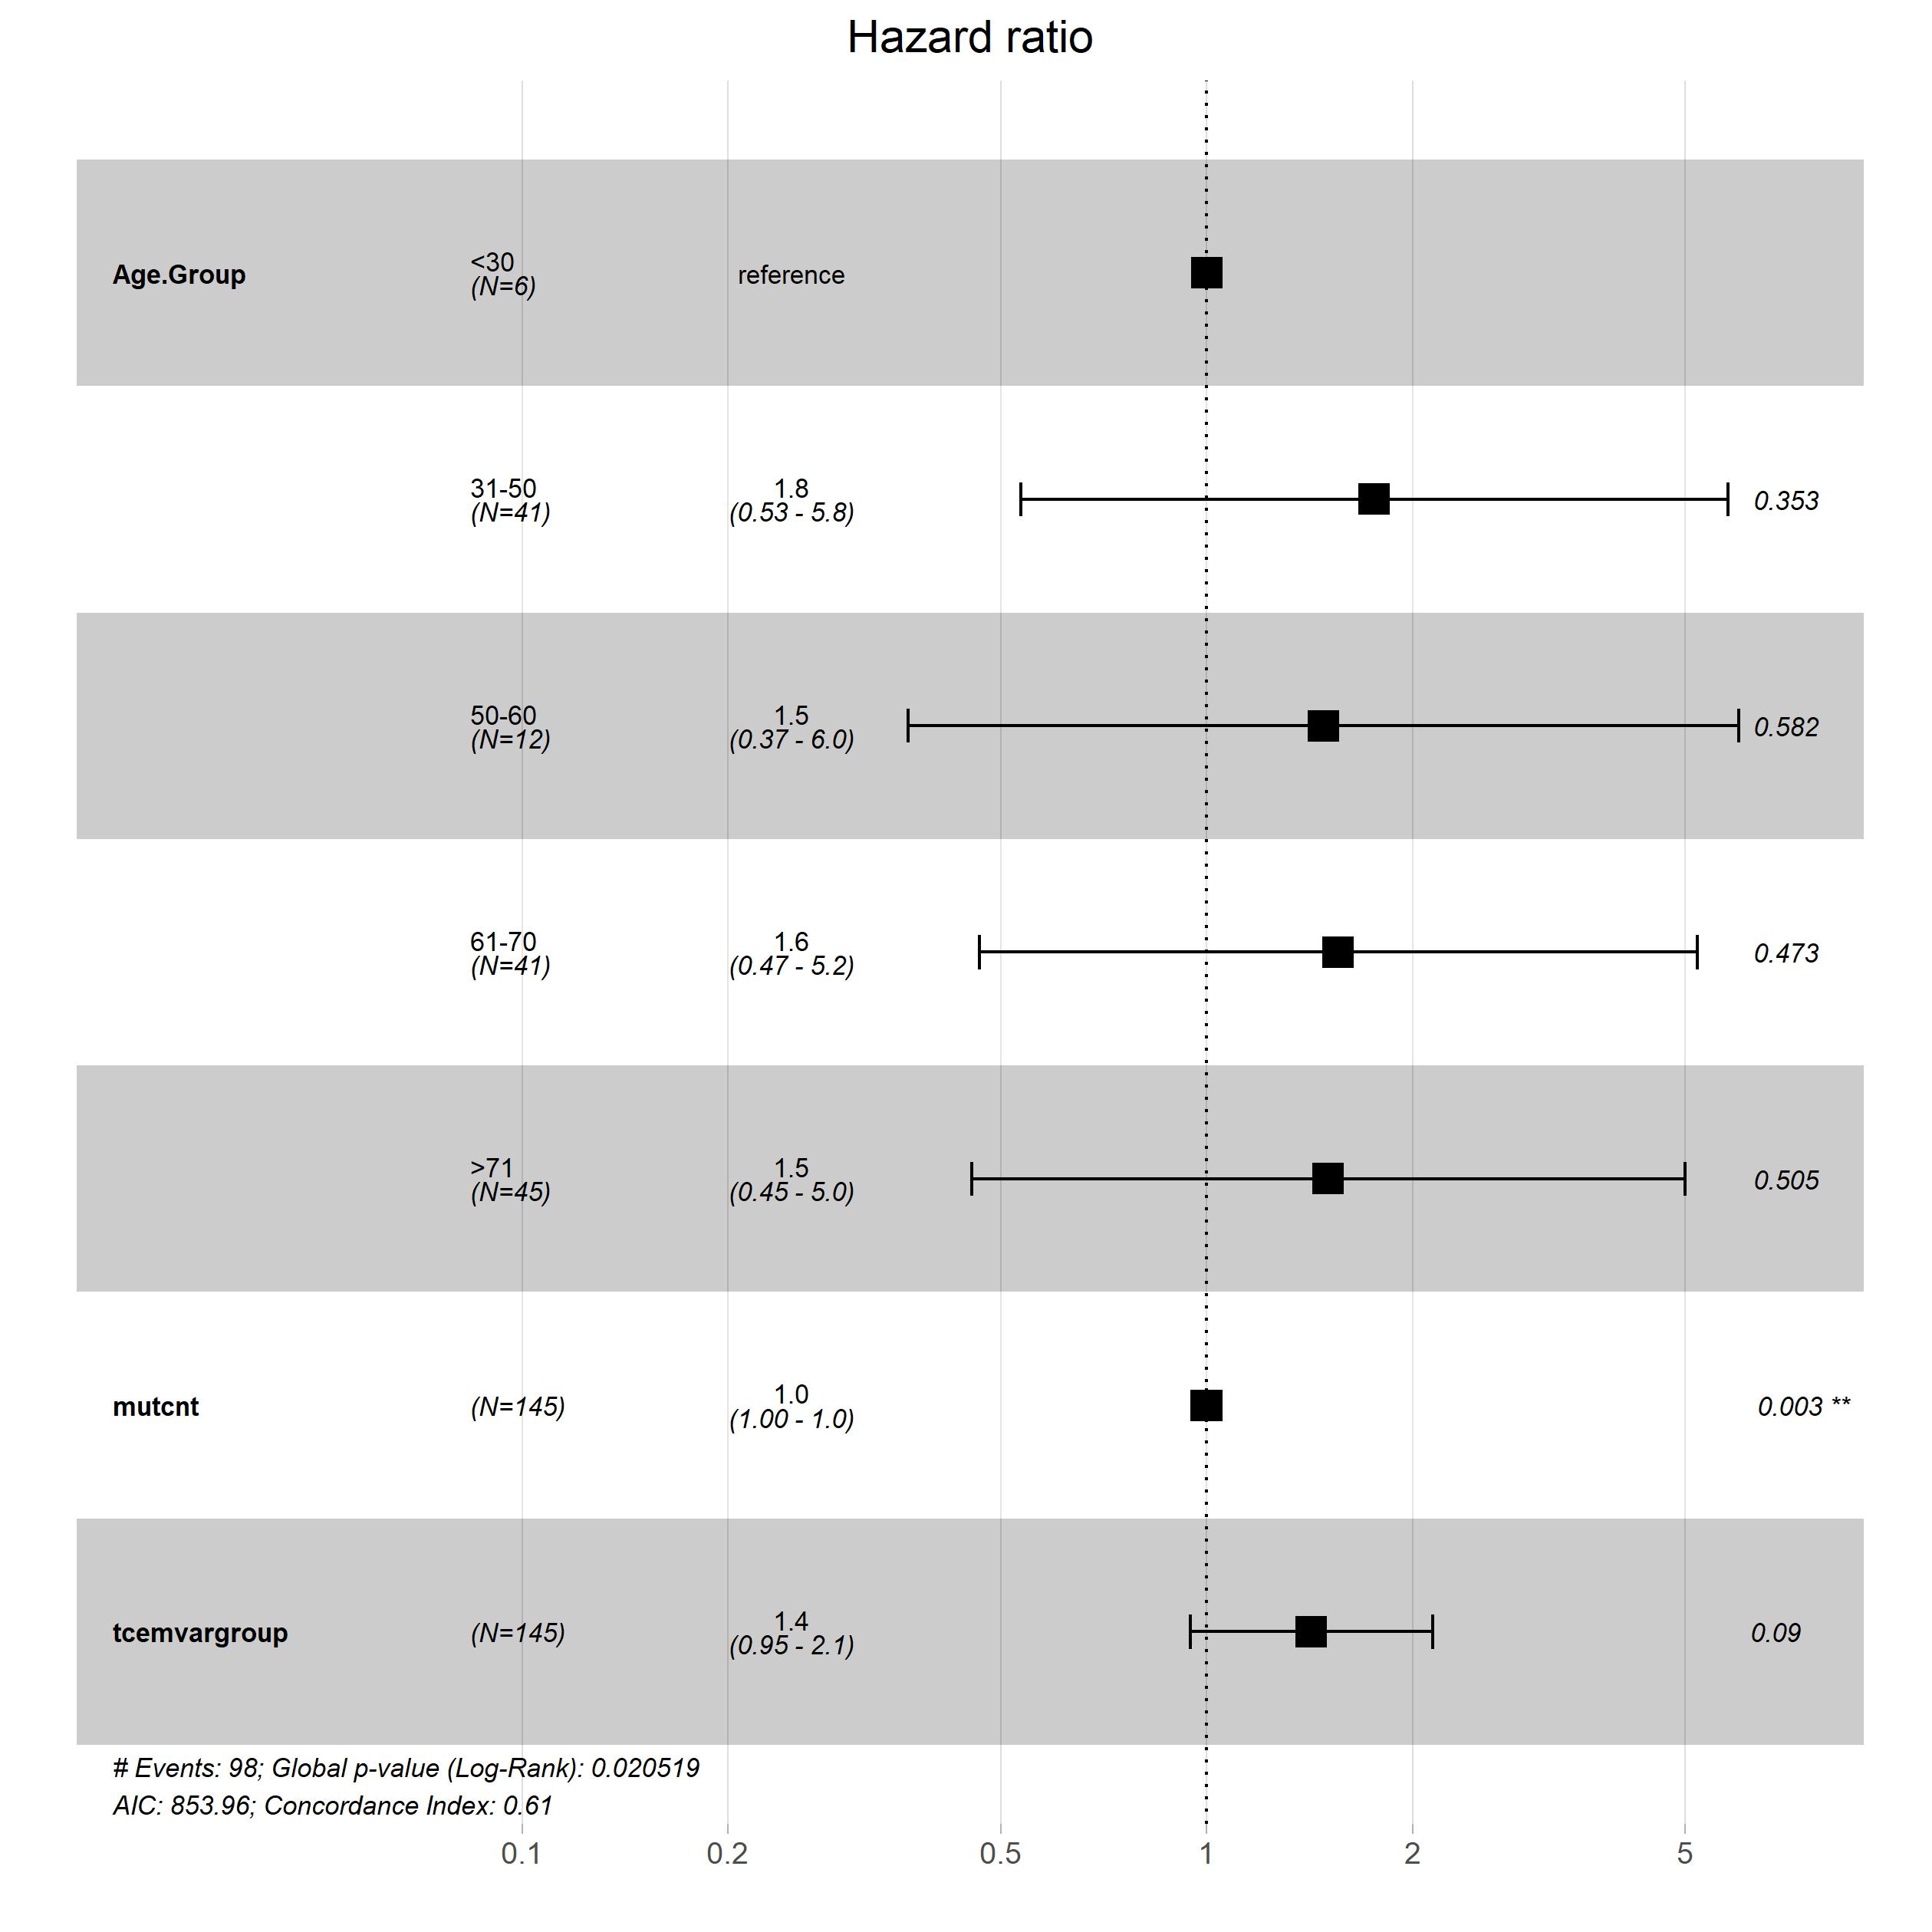 Hazard ratio
Age.Group
<30
(N=6)
reference
31-50
(N=41)
1.8
(0.53 - 5.8)
0.353
50-60
(N=12)
1.5
(0.37 - 6.0)
0.582
61-70
(N=41)
1.6
(0.47 - 5.2)
0.473
>71
(N=45)
1.5
(0.45 - 5.0)
0.505
mutcnt
(N=145)
1.0
(1.00 - 1.0)
0.003 **
tcemvargroup
(N=145)
1.4
(0.95 - 2.1)
0.09
# Events: 98; Global p-value (Log-Rank): 0.020519
AIC: 853.96; Concordance Index: 0.61
0.1 0.2 0.5 1 2 5